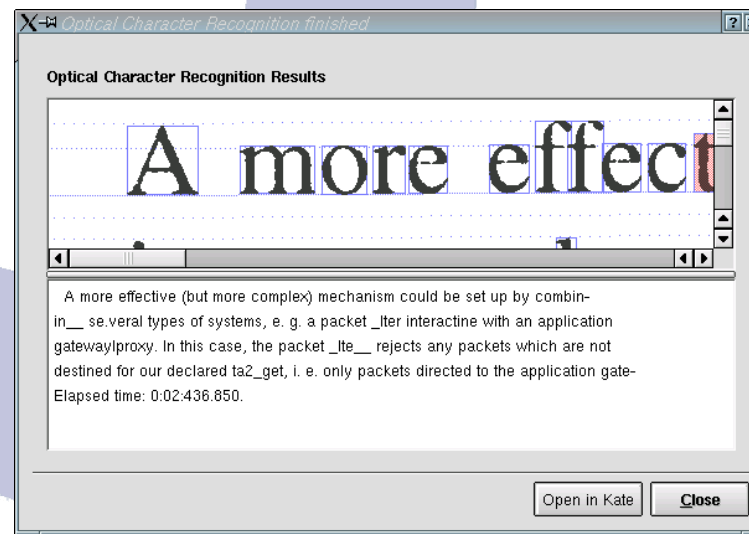 Optical Character Recognition finished
Optical Character Recognition Results
A more effect
A more effective (but more complex) mechanism could be set up by combin-
in__ se.veral types of systems, e. g. a packet _lter interactine with an application
gatewaylproxy. In this case, the packet _lte__ rejects any packets which are not
destined for our declared ta2_get, i. e. only packets directed to the application gate-
Elapsed time: 0:02:436.850.
Open in Kate Close